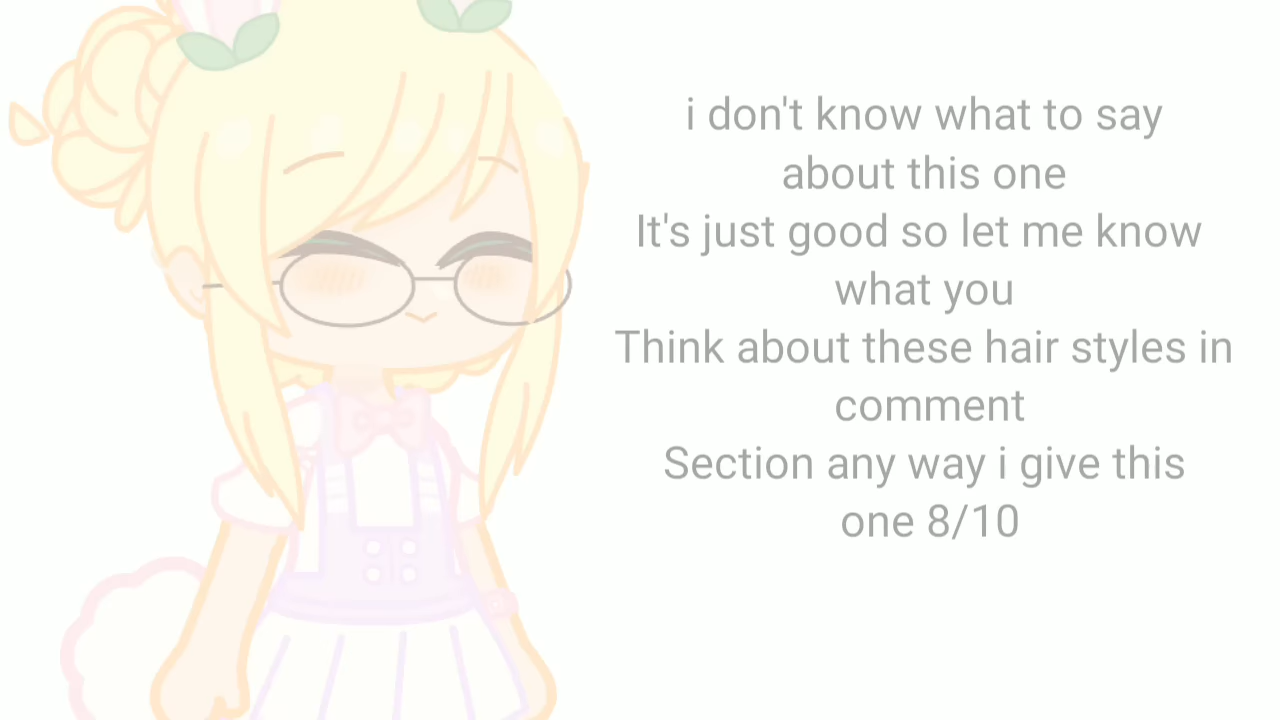 i don't know what to say
about this one
It's just good so let me know
what you
Think about these hair styles in
comment
Section any way i give this
one 8/10